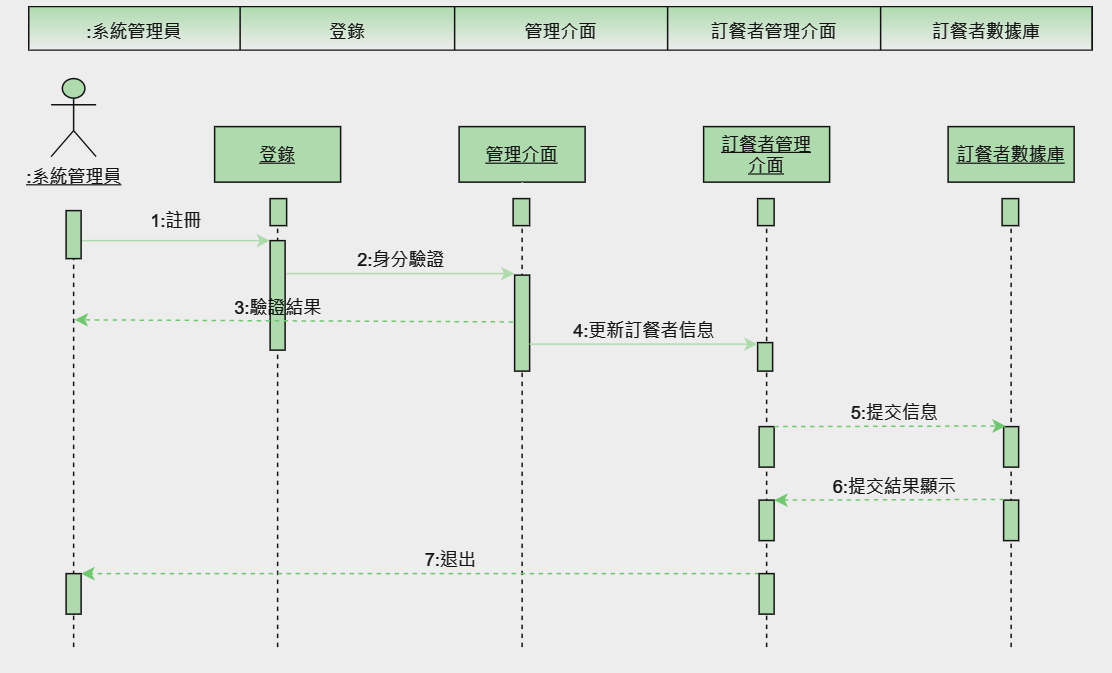 :系統管理員
登錄
管理介面
訂餐者管理介面
訂餐者數據庫
:系統管理員
登錄
管理介面
訂餐者管理
介面
訂餐者數據庫
1:註冊
2:身分驗證
3:驗證結果
4:更新訂餐者信息
5:提交信息
6:提交結果顯示
7:退出